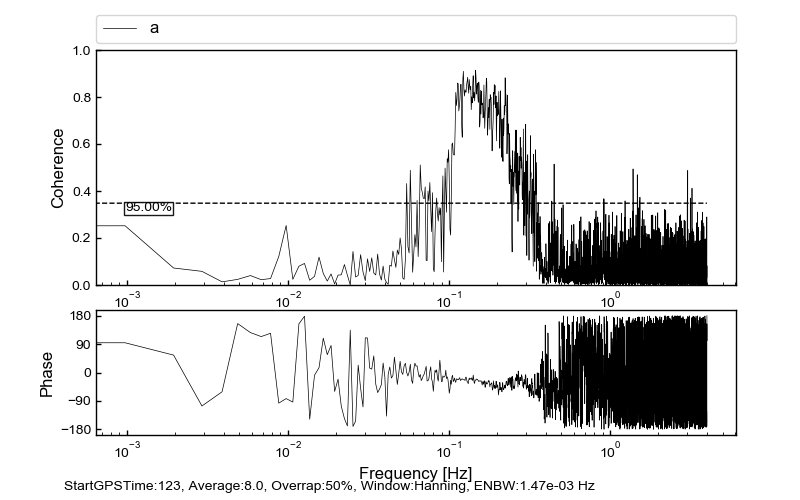 a
1.0
0.8
0.6
0.4
0.2
0.0
Coherence
95.00%
10⁻³ 10⁻² 10⁻¹ 10⁰
180
90
0
−90
−180
Phase
10⁻³ 10⁻² 10⁻¹ 10⁰
Frequency [Hz]
StartGPSTime:123, Average:8.0, Overrap:50%, Window:Hanning, ENBW:1.47e-03 Hz